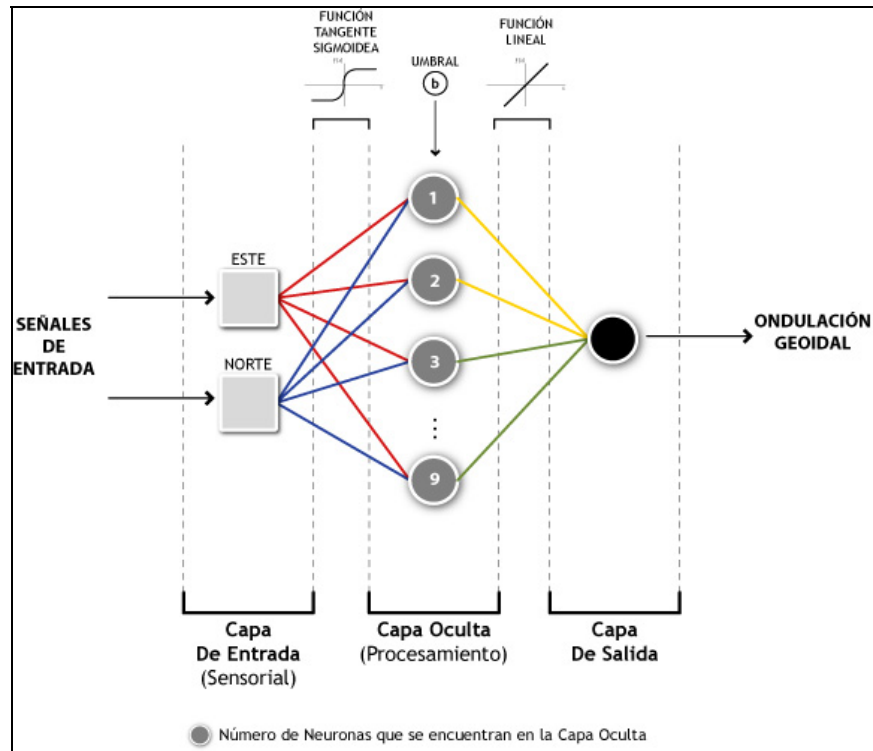 FUNCIÓN
TANGENTE
SIGMOIDEA
UMBRAL
b
FUNCIÓN
LINEAL
1
ESTE
2
SEÑALES
DE
ENTRADA
ONDULACIÓN
GEOIDAL
NORTE
3
9
Capa
De Entrada
(Sensorial)
Capa Oculta
(Procesamiento)
Capa
De Salida
Número de Neuronas que se encuentran en la Capa Oculta